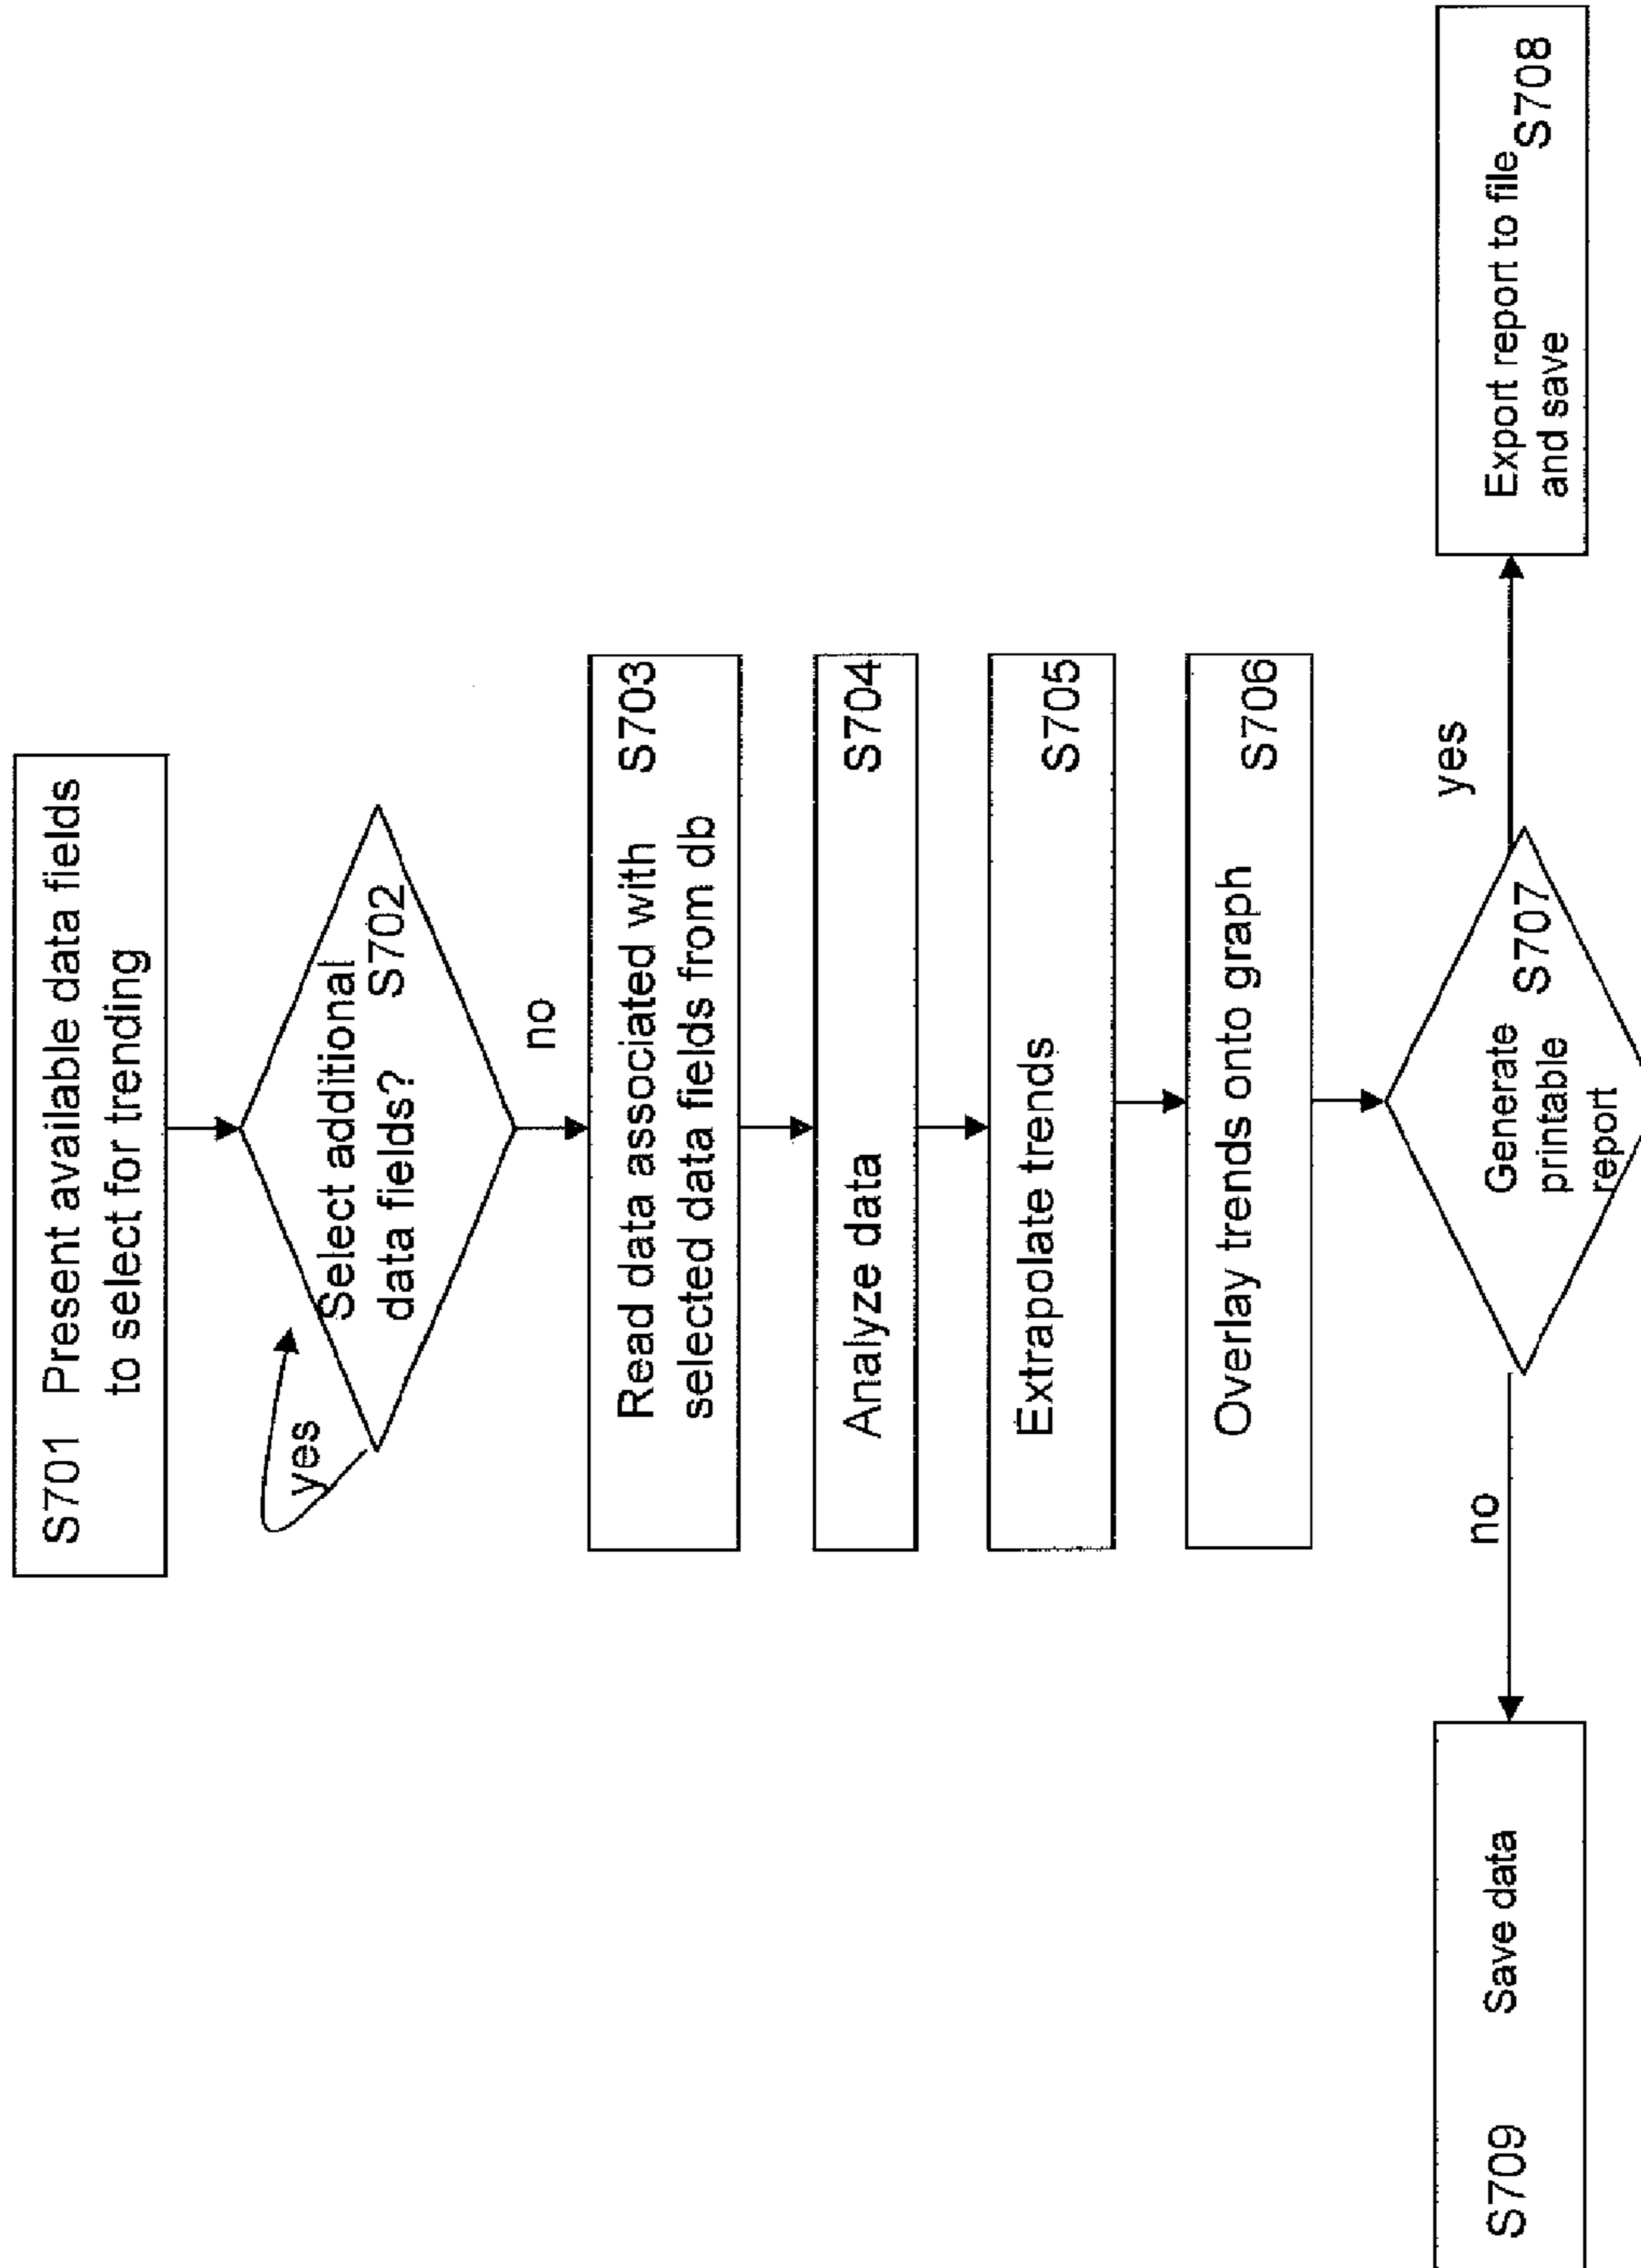 S701 Present available data fields
to select for trending
Select additional
data fields? S702
yes
no
Read data associated with S703
selected data fields from db
Analyze data S704
Extrapolate trends S705
Overlay trends onto graph S706
Generate S707
printable
report
no
yes
S709 Save data
Export report to file
and save S708